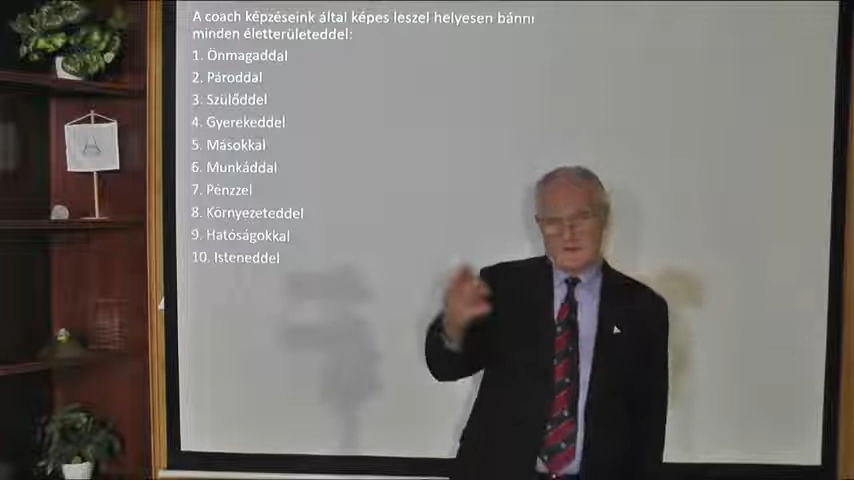 A coach képzéseink által képes leszel helyesen bánni
minden életterületeddel:
1. Önmagaddal
2. Pároddal
3. Szülőddel
4. Gyerekeddel
5. Másokkal
6. Munkáddal
7. Pénzzel
8. Környezeteddel
9. Hatóságokkal
10. Isteneddel